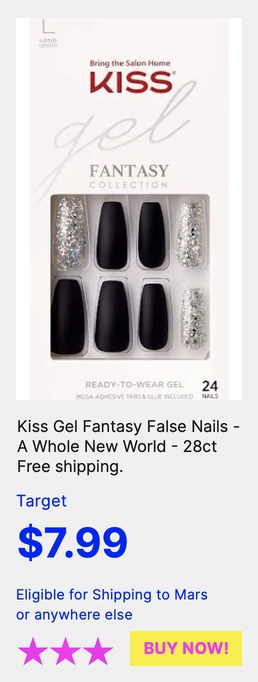 L
LONG
LENGTH
Bring the Salon Home
KISS®
gel
FANTASY
COLLECTION
READY-TO-WEAR GEL
24
MEGA-ADHESIVE TABS & GLUE INCLUDED
NAILS
Kiss Gel Fantasy False Nails -
A Whole New World - 28ct
Free shipping.
Target
$7.99
Eligible for Shipping to Mars
or anywhere else
BUY NOW!